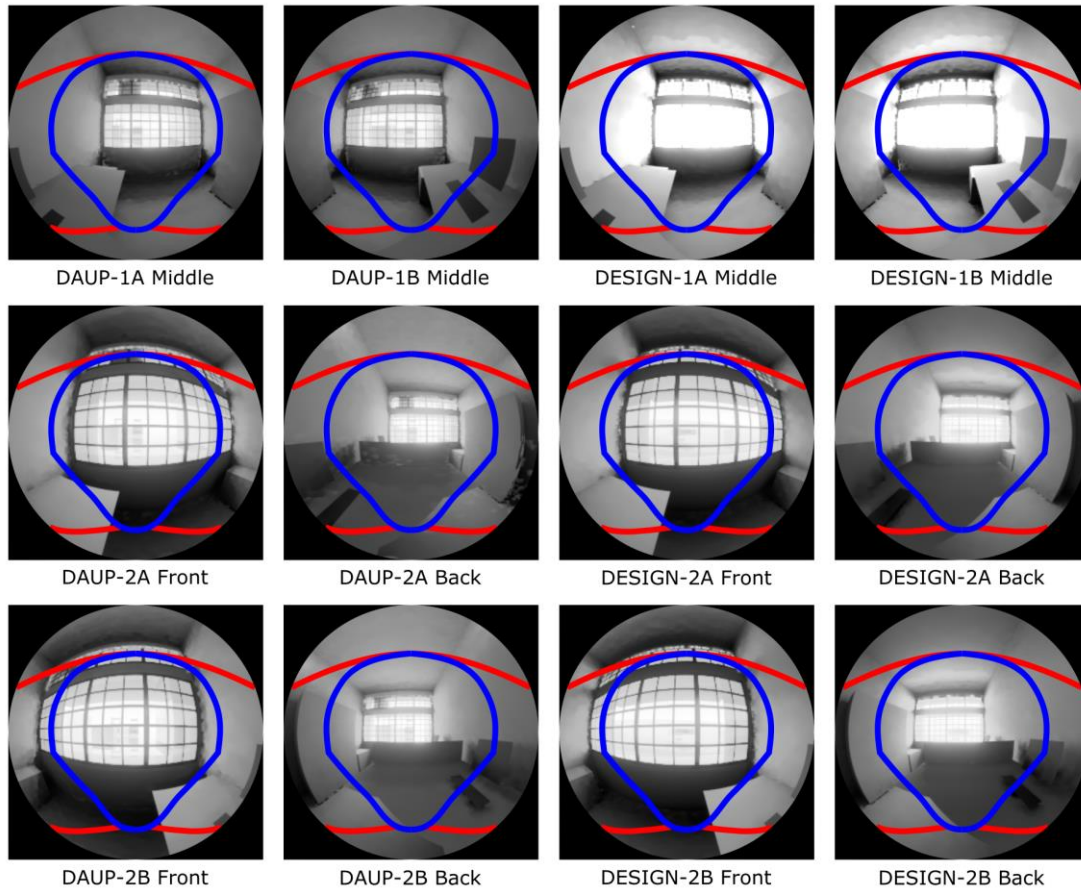 DAUP-1A Middle DAUP-1B Middle DESIGN-1A Middle DESIGN-1B Middle
DAUP-2A Front DAUP-2A Back DESIGN-2A Front DESIGN-2A Back
DAUP-2B Front DAUP-2B Back DESIGN-2B Front DESIGN-2B Back